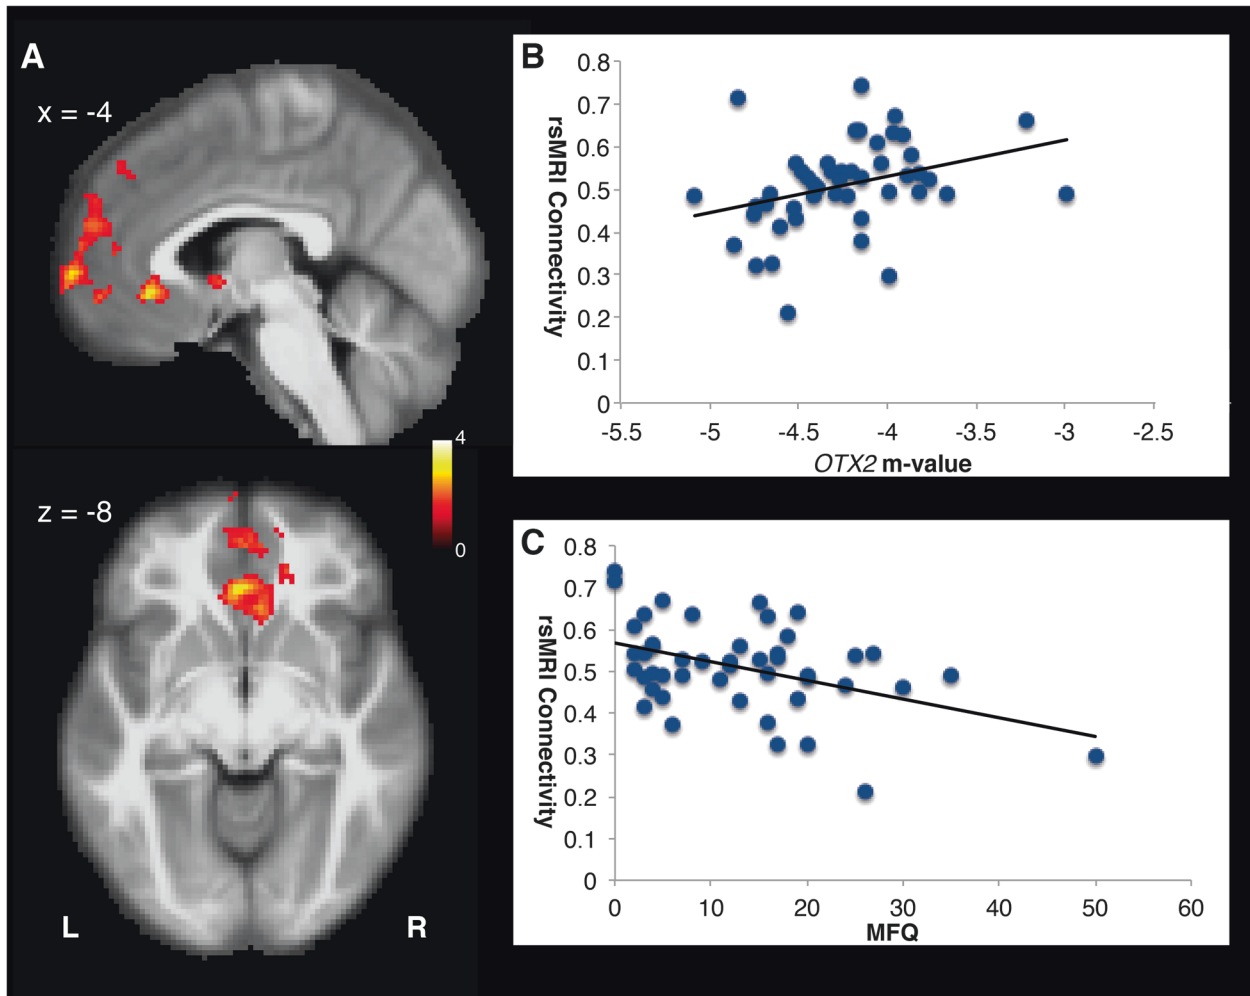 A
x = -4
4
0
z = -8
L
R
B
rsMRI Connectivity
0.8
0.7
0.6
0.5
0.4
0.3
0.2
0.1
0
-5.5 -5 -4.5 -4 -3.5 -3 -2.5
OTX2 m-value
C
rsMRI Connectivity
0.8
0.7
0.6
0.5
0.4
0.3
0.2
0.1
0
0 10 20 30 40 50 60
MFQ